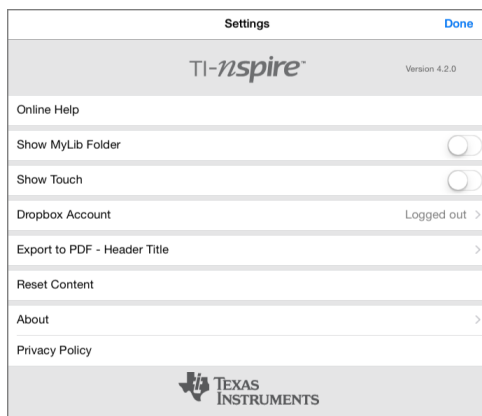 Settings Done
TI-nspire™ Version 4.2.0
Online Help
Show MyLib Folder
Show Touch
Dropbox Account Logged out >
Export to PDF - Header Title >
Reset Content
About >
Privacy Policy
TEXAS
INSTRUMENTS